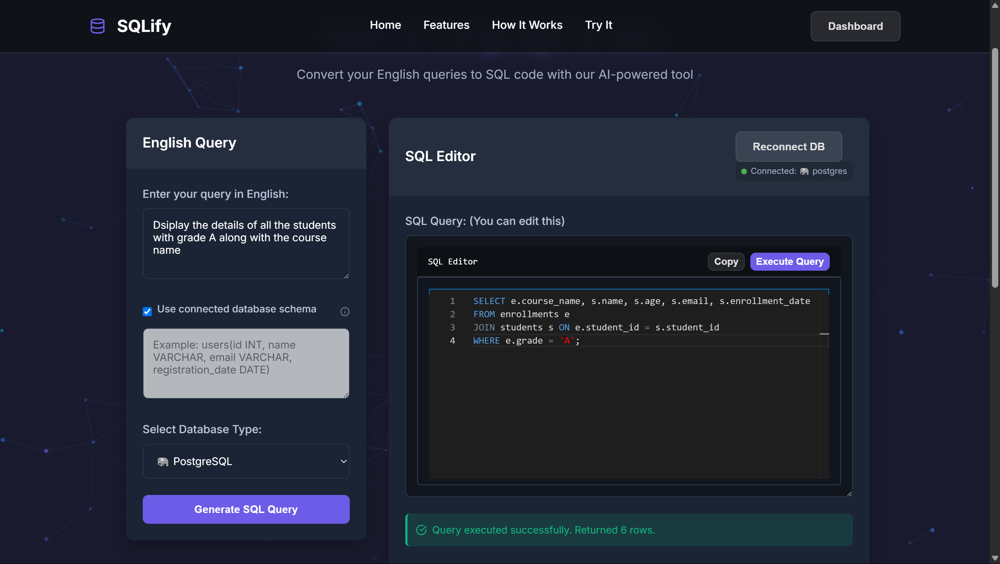 SQLify
Home
Features
How It Works
Try It
Dashboard
Convert your English queries to SQL code with our AI-powered tool
English Query
Enter your query in English:
Dsiplay the details of all the students
with grade A along with the course
name
Use connected database schema
Example: users(id INT, name
VARCHAR, email VARCHAR,
registration_date DATE)
Select Database Type:
PostgreSQL
Generate SQL Query
SQL Editor
Reconnect DB
Connected: postgres
SQL Query: (You can edit this)
SQL Editor
Copy
Execute Query
1 SELECT e.course_name, s.name, s.age, s.email, s.enrollment_date
2 FROM enrollments e
3 JOIN students s ON e.student_id = s.student_id
4 WHERE e.grade = 'A';
Query executed successfully. Returned 6 rows.